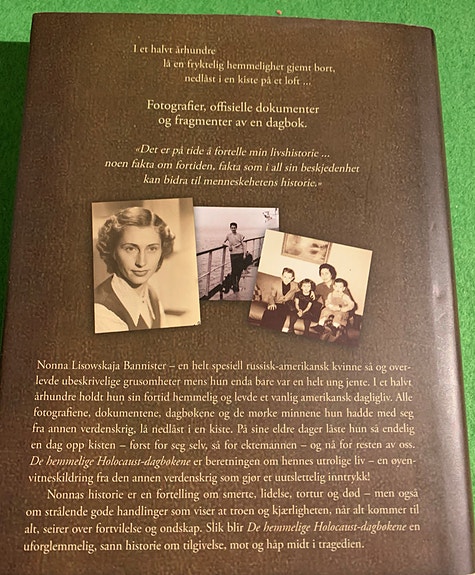 I et halvt århundre
lå en fryktelig hemmelighet gjemt bort,
nedlåst i en kiste på et loft ...
Fotografier, offisielle dokumenter
og fragmenter av en dagbok.
«Det er på tide å fortelle min livshistorie ...
noen fakta om fortiden, fakta som i all sin beskjedenhet
kan bidra til menneskehetens historie.»
Nonna Lisowskaja Bannister – en helt spesiell russisk-amerikansk kvinne så og over-
levde ubeskrivelige grusomheter mens hun enda bare var en helt ung jente. I et halvt
århundre holdt hun sin fortid hemmelig og levde et vanlig amerikansk dagligliv. Alle
fotografiene, dokumentene, dagbøkene og de mørke minnene hun hadde med seg
fra annen verdenskrig, lå nedlåst i en kiste. På sine eldre dager låste hun så endelig
en dag opp kisten – først for seg selv, så for ektemannen – og nå for resten av oss.
De hemmelige Holocaust-dagbøkene er beretningen om hennes utrolige liv – en øyen-
vitneskildring fra den annen verdenskrig som gjør et uutslettelig inntrykk!
Nonnas historie er en fortelling om smerte, lidelse, tortur og død – men også
om strålende gode handlinger som viser at troen og kjærligheten, når alt kommer til
alt, seirer over fortvilelse og ondskap. Slik blir De hemmelige Holocaust-dagbøkene en
uforglemmelig, sann historie om tilgivelse, mot og håp midt i tragedien.